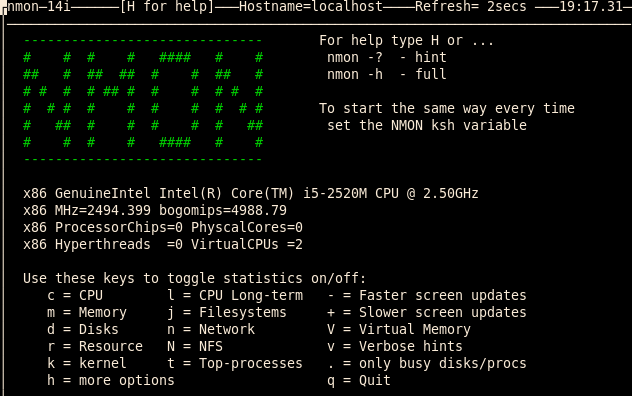 nmon─14i──────[H for help]───Hostname=localhost────Refresh= 2secs ───19:17.31─
------------------------------ For help type H or ...
#    #  #    #   ####   #    # nmon -?  - hint
##   #  ##  ##  #    #  ##   # nmon -h  - full
# #  #  # ## #  #    #  # #  #
#  # #  #    #  #    #  #  # # To start the same way every time
#   ##  #    #  #    #  #   ## set the NMON ksh variable
#    #  #    #   ####   #    #
------------------------------
x86 GenuineIntel Intel(R) Core(TM) i5-2520M CPU @ 2.50GHz
x86 MHz=2494.399 bogomips=4988.79
x86 ProcessorChips=0 PhyscalCores=0
x86 Hyperthreads  =0 VirtualCPUs =2
Use these keys to toggle statistics on/off:
c = CPU        l = CPU Long-term   - = Faster screen updates
m = Memory     j = Filesystems     + = Slower screen updates
d = Disks      n = Network         V = Virtual Memory
r = Resource   N = NFS             v = Verbose hints
k = kernel     t = Top-processes   . = only busy disks/procs
h = more options                   q = Quit